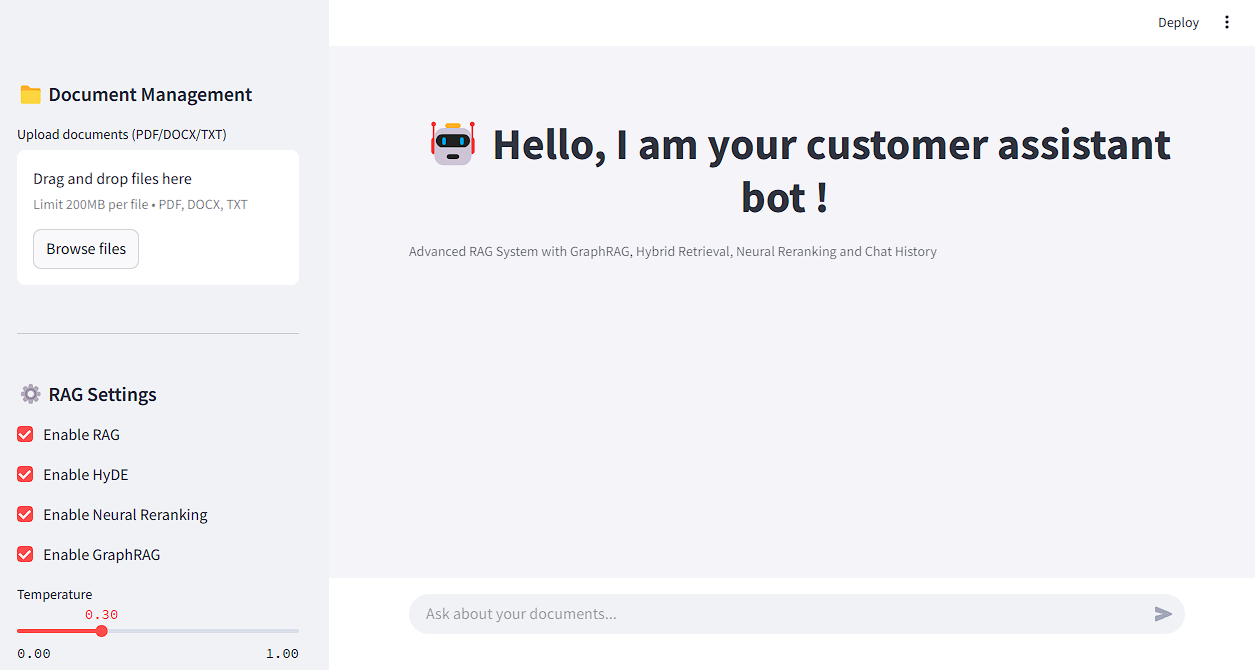 Deploy
Document Management
Upload documents (PDF/DOCX/TXT)
Drag and drop files here
Limit 200MB per file • PDF, DOCX, TXT
Browse files
RAG Settings
Enable RAG
Enable HyDE
Enable Neural Reranking
Enable GraphRAG
Temperature
0.30
0.00 1.00
Hello, I am your customer assistant
bot !
Advanced RAG System with GraphRAG, Hybrid Retrieval, Neural Reranking and Chat History
Ask about your documents...